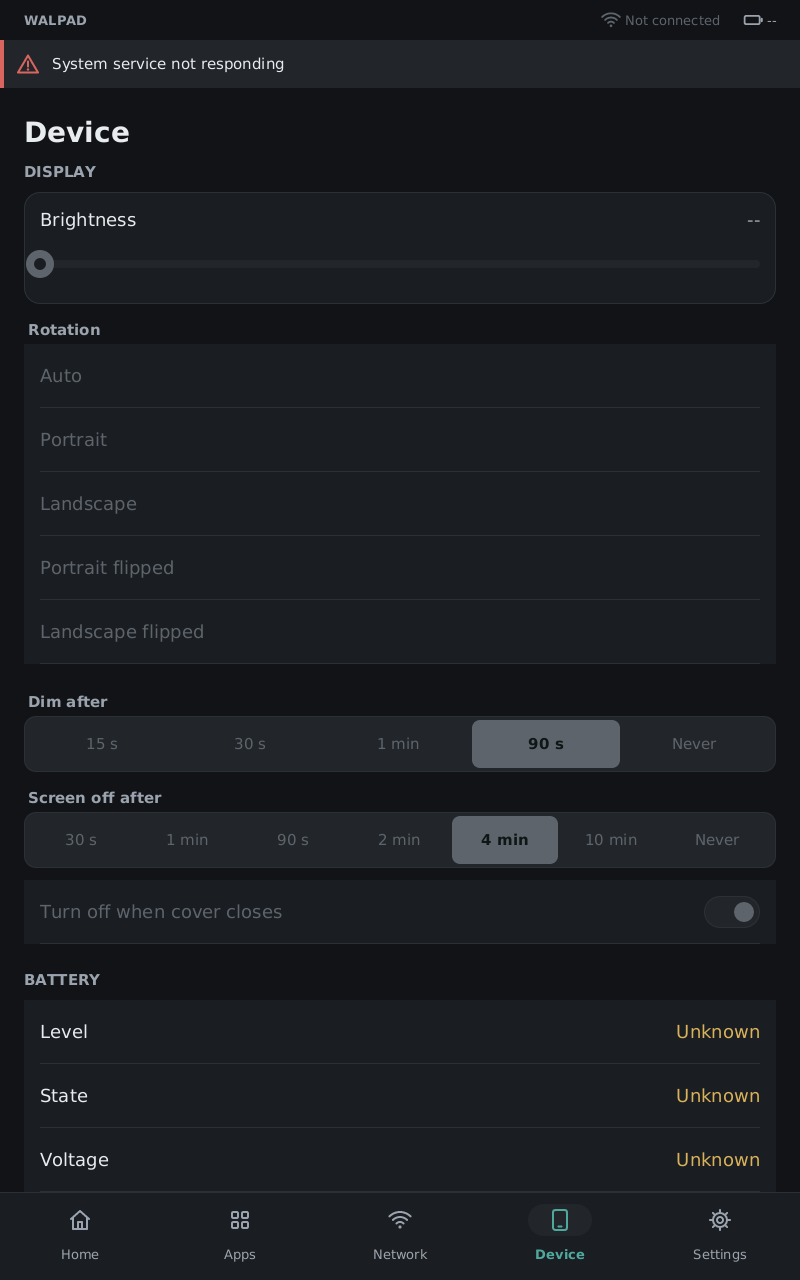 WALPAD Not connected --
System service not responding
Device
DISPLAY
Brightness --
Rotation
Auto
Portrait
Landscape
Portrait flipped
Landscape flipped
Dim after
15 s 30 s 1 min 90 s Never
Screen off after
30 s 1 min 90 s 2 min 4 min 10 min Never
Turn off when cover closes
BATTERY
Level Unknown
State Unknown
Voltage Unknown
Home Apps Network Device Settings